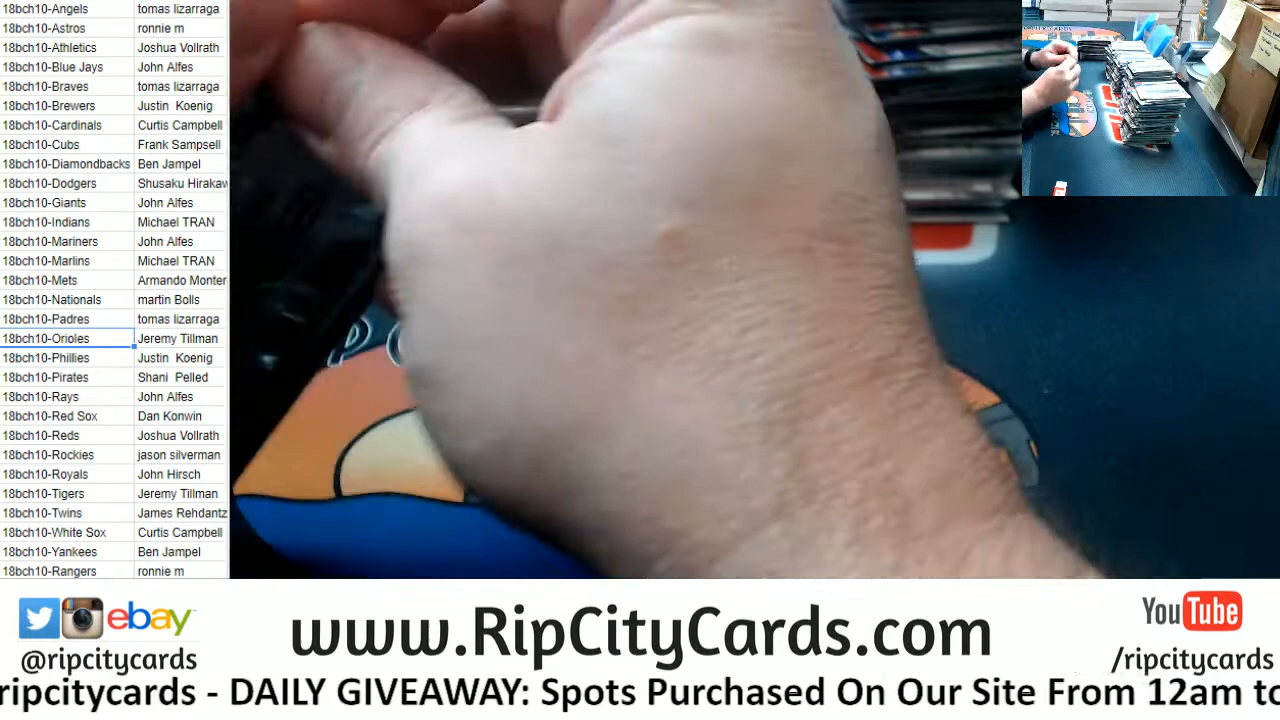 18bch10-Angels tomas lizarraga
18bch10-Astros ronnie m
18bch10-Athletics Joshua Vollrath
18bch10-Blue Jays John Alfes
18bch10-Braves tomas lizarraga
18bch10-Brewers Justin Koenig
18bch10-Cardinals Curtis Campbell
18bch10-Cubs Frank Sampsell
18bch10-Diamondbacks Ben Jampel
18bch10-Dodgers Shusaku Hirakaw
18bch10-Giants John Alfes
18bch10-Indians Michael TRAN
18bch10-Mariners John Alfes
18bch10-Marlins Michael TRAN
18bch10-Mets Armando Monter
18bch10-Nationals martin Bolls
18bch10-Padres tomas lizarraga
18bch10-Orioles Jeremy Tillman
18bch10-Phillies Justin Koenig
18bch10-Pirates Shani Pelled
18bch10-Rays John Alfes
18bch10-Red Sox Dan Konwin
18bch10-Reds Joshua Vollrath
18bch10-Rockies jason silverman
18bch10-Royals John Hirsch
18bch10-Tigers Jeremy Tillman
18bch10-Twins James Rehdantz
18bch10-White Sox Curtis Campbell
18bch10-Yankees Ben Jampel
18bch10-Rangers ronnie m
ebay
@ripcitycards
www.RipCityCards.com
YouTube
/ripcitycards
ripcitycards - DAILY GIVEAWAY: Spots Purchased On Our Site From 12am to